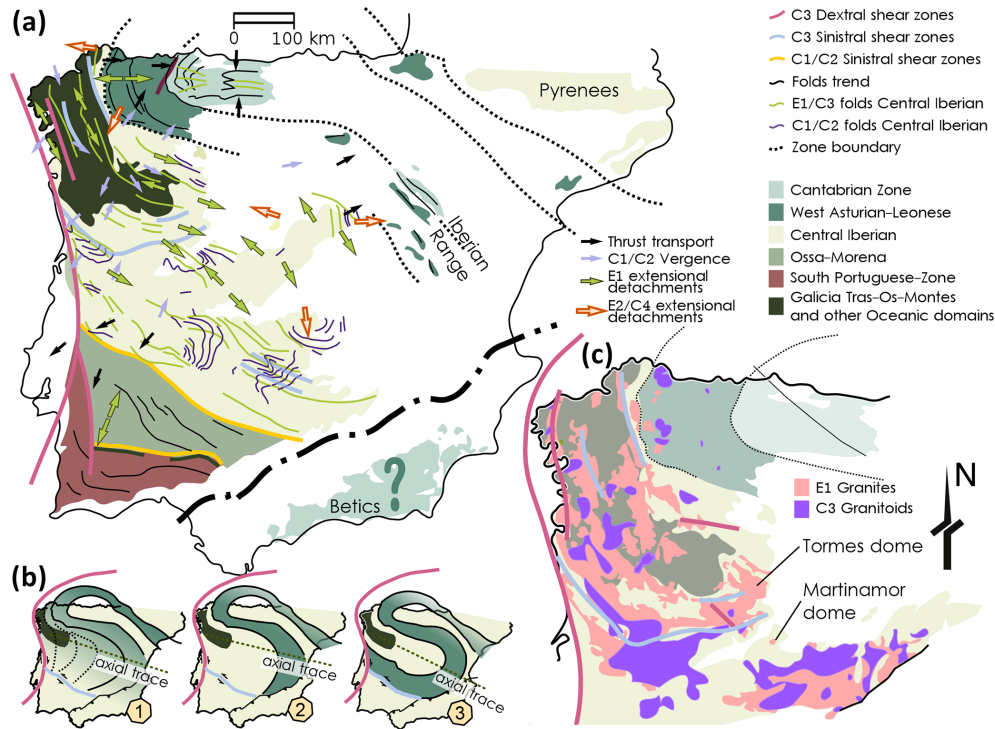 (a)
0 100 km
Pyrenees
Iberian
Range
Betics
?
C3 Dextral shear zones
C3 Sinistral shear zones
C1/C2 Sinistral shear zones
Folds trend
E1/C3 folds Central Iberian
C1/C2 folds Central Iberian
Zone boundary
Cantabrian Zone
West Asturian-Leonese
Central Iberian
Ossa-Morena
South Portuguese-Zone
Galicia Tras-Os-Montes
and other Oceanic domains
Thrust transport
C1/C2 Vergence
E1 extensional
detachments
E2/C4 extensional
detachments
(b)
axial trace
1
axial trace
2
axial trace
3
(c)
E1 Granites
C3 Granitoids
N
Tormes dome
Martinamor
dome